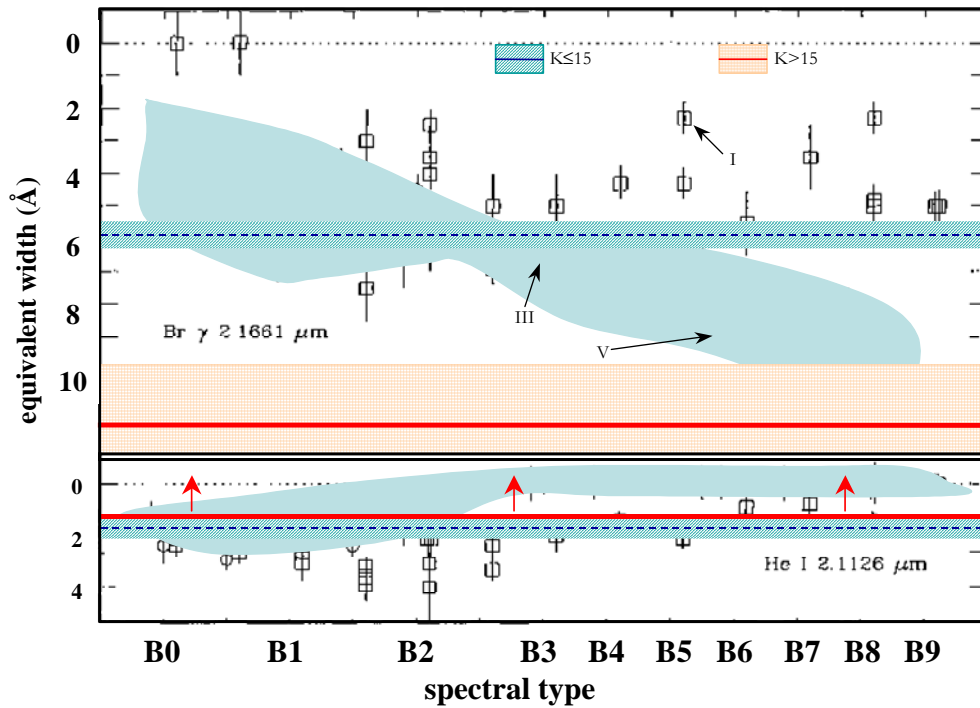 0
K≤15
K>15
2
I
4
6
III
8
V
Br γ 2.1661 μm
10
equivalent width (Å)
0
2
He I 2.1126 μm
4
B0 B1 B2 B3 B4 B5 B6 B7 B8 B9
spectral type